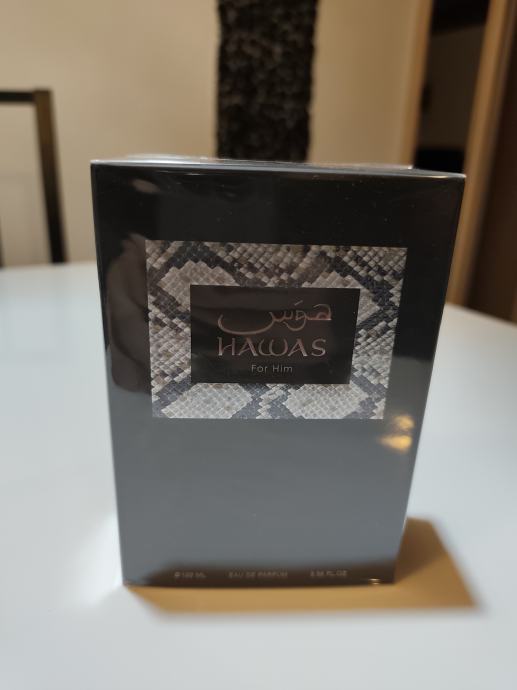 هوس
HAWAS
For Him
100 ML EAU DE PARFUM 3.38 FL.OZ